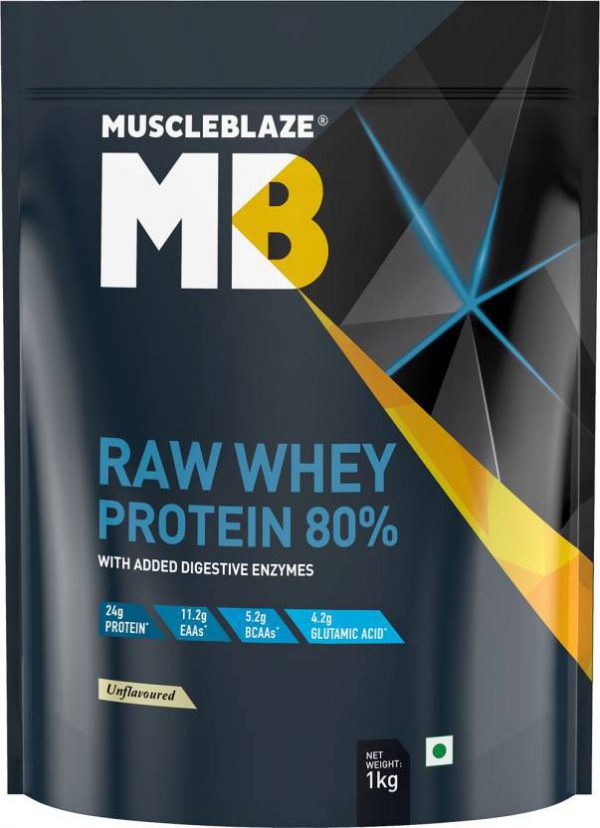 MUSCLEBLAZE®
MB
RAW WHEY
PROTEIN 80%
WITH ADDED DIGESTIVE ENZYMES
24g
PROTEIN*
11.2g
EAAs*
5.2g
BCAAs*
4.2g
GLUTAMIC ACID*
Unflavoured
NET
WEIGHT:
1kg